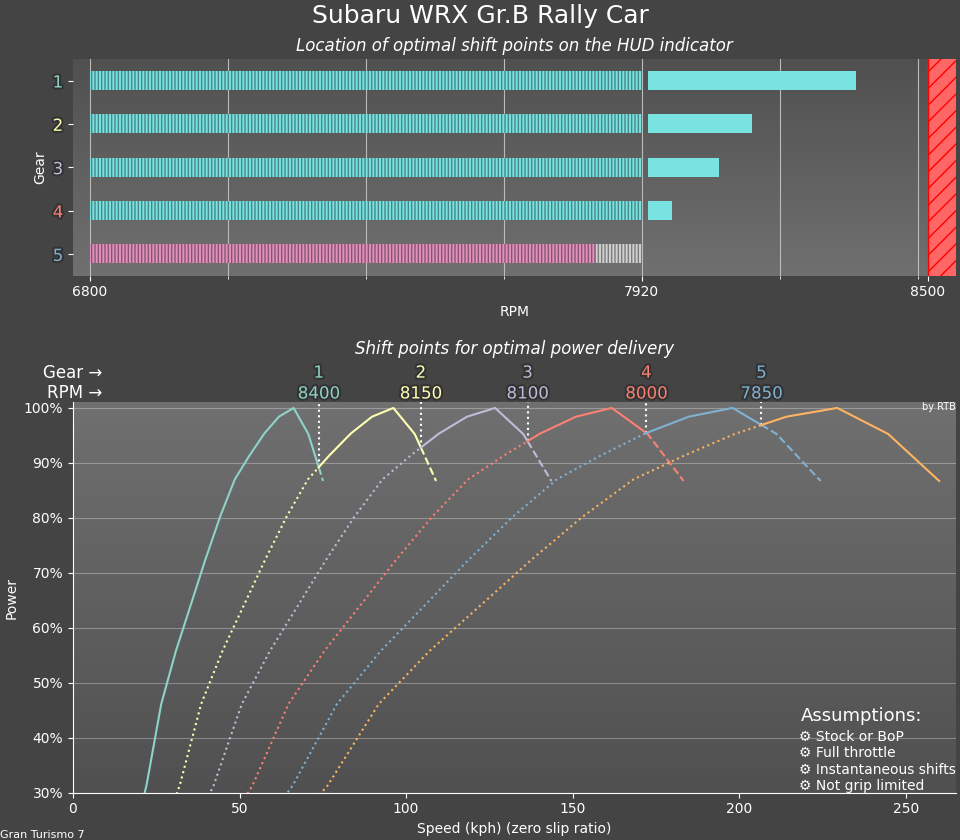 Subaru WRX Gr.B Rally Car
Location of optimal shift points on the HUD indicator
Gear
1
2
3
4
5
6800 7920 8500
RPM
Shift points for optimal power delivery
Gear → 1 2 3 4 5
RPM → 8400 8150 8100 8000 7850
by RTB
Power
100%
90%
80%
70%
60%
50%
40%
30%
Assumptions:
⚙ Stock or BoP
⚙ Full throttle
⚙ Instantaneous shifts
⚙ Not grip limited
0 50 100 150 200 250
Speed (kph) (zero slip ratio)
Gran Turismo 7